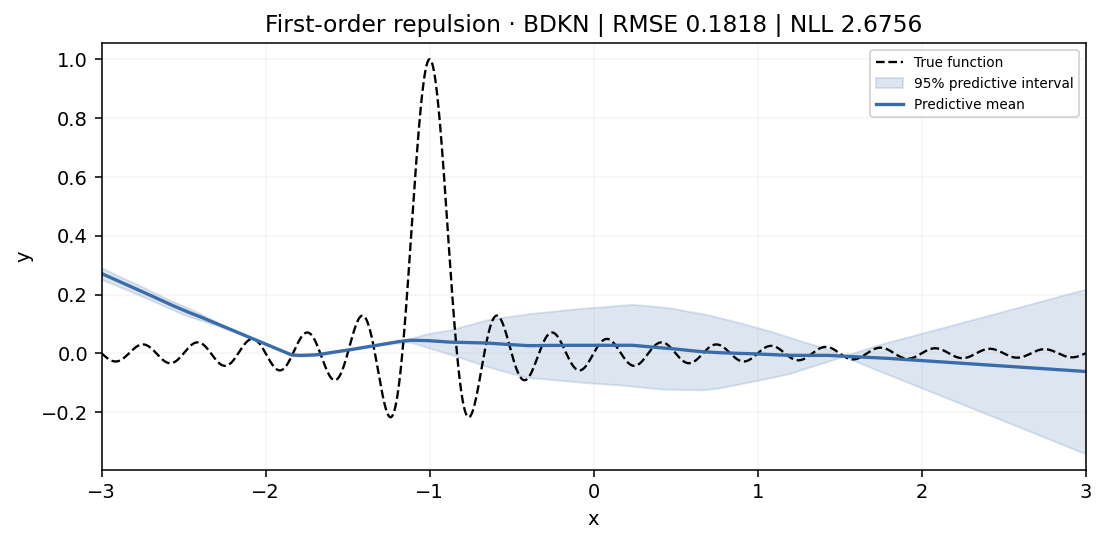 First-order repulsion · BDKN | RMSE 0.1818 | NLL 2.6756
True function
95% predictive interval
Predictive mean
1.0
0.8
0.6
0.4
0.2
0.0
−0.2
y
−3
−2
−1
0
1
2
3
x